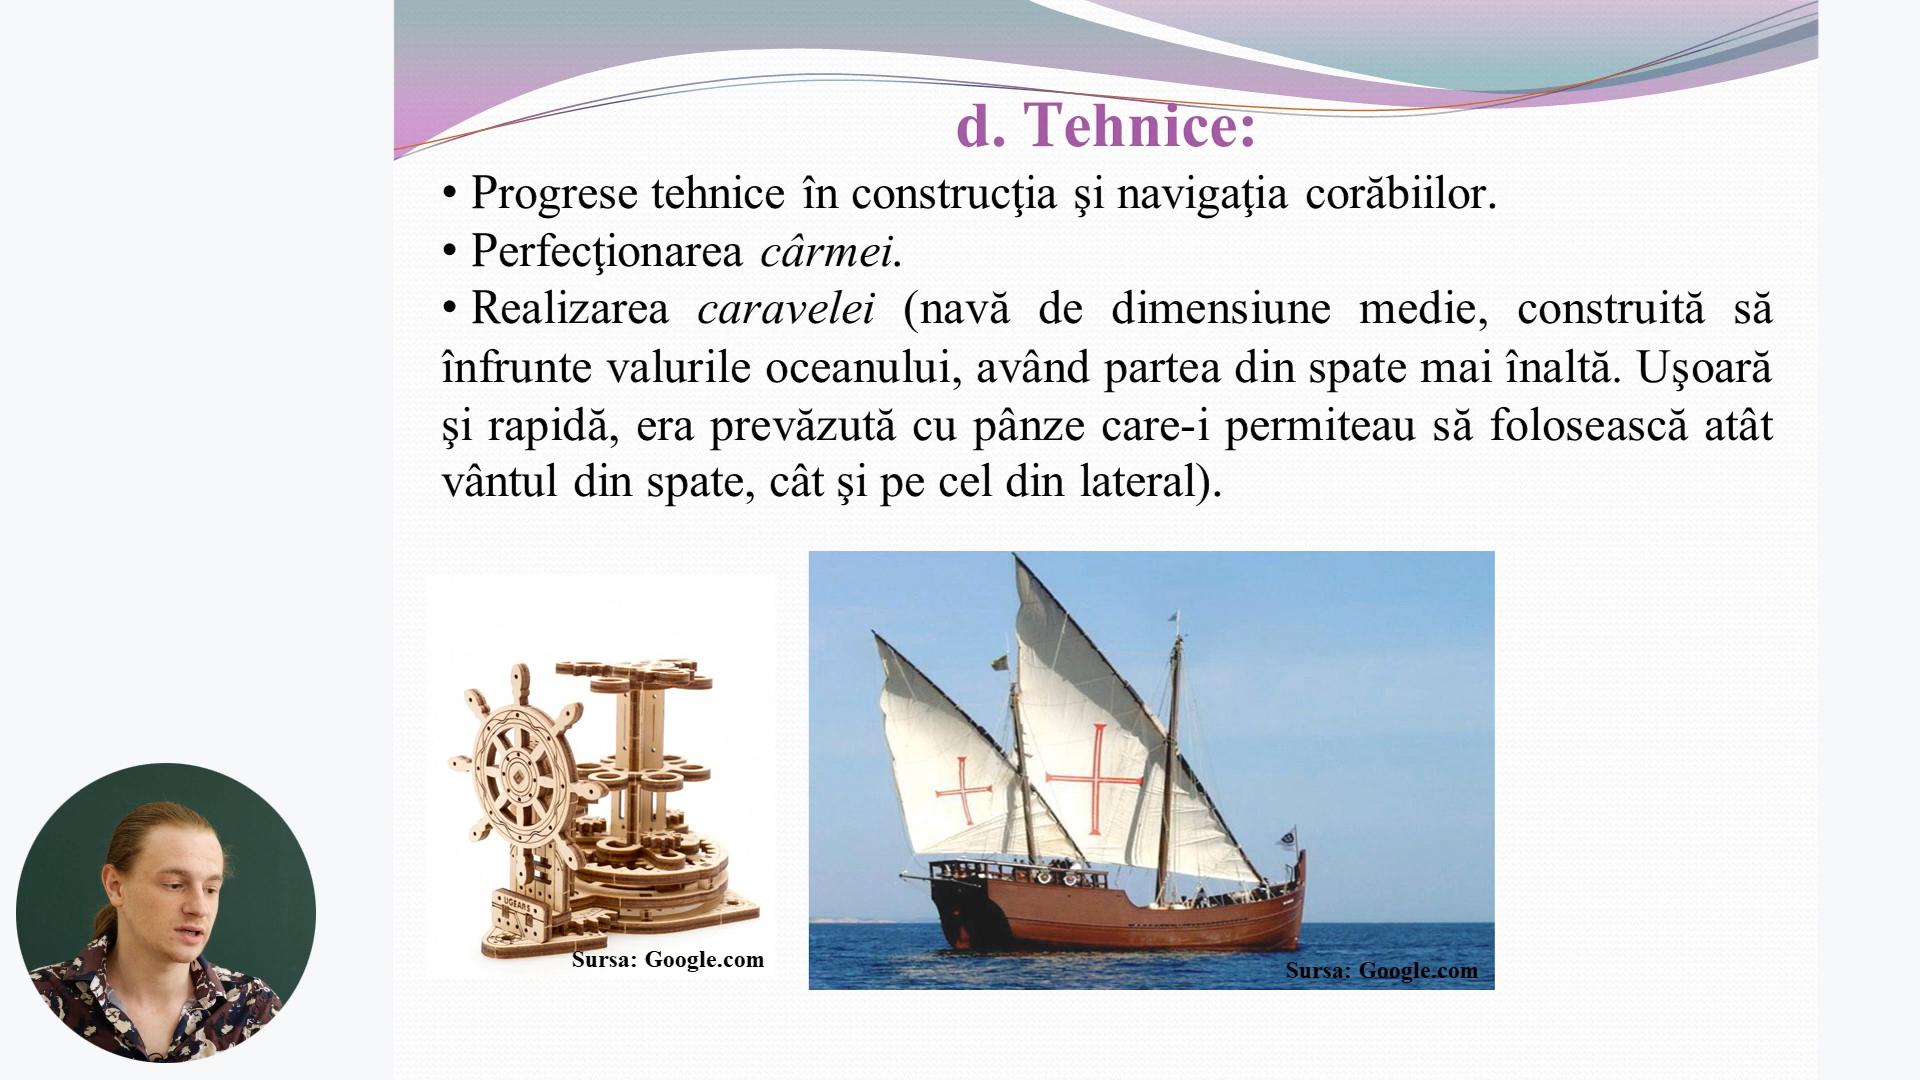 d. Tehnice:
• Progrese tehnice în construcţia şi navigaţia corăbiilor.
• Perfecţionarea cârmei.
• Realizarea caravelei (navă de dimensiune medie, construită să
înfrunte valurile oceanului, având partea din spate mai înaltă. Uşoară
şi rapidă, era prevăzută cu pânze care-i permiteau să folosească atât
vântul din spate, cât şi pe cel din lateral).
UGEARS
Sursa: Google.com
Sursa: Google.com